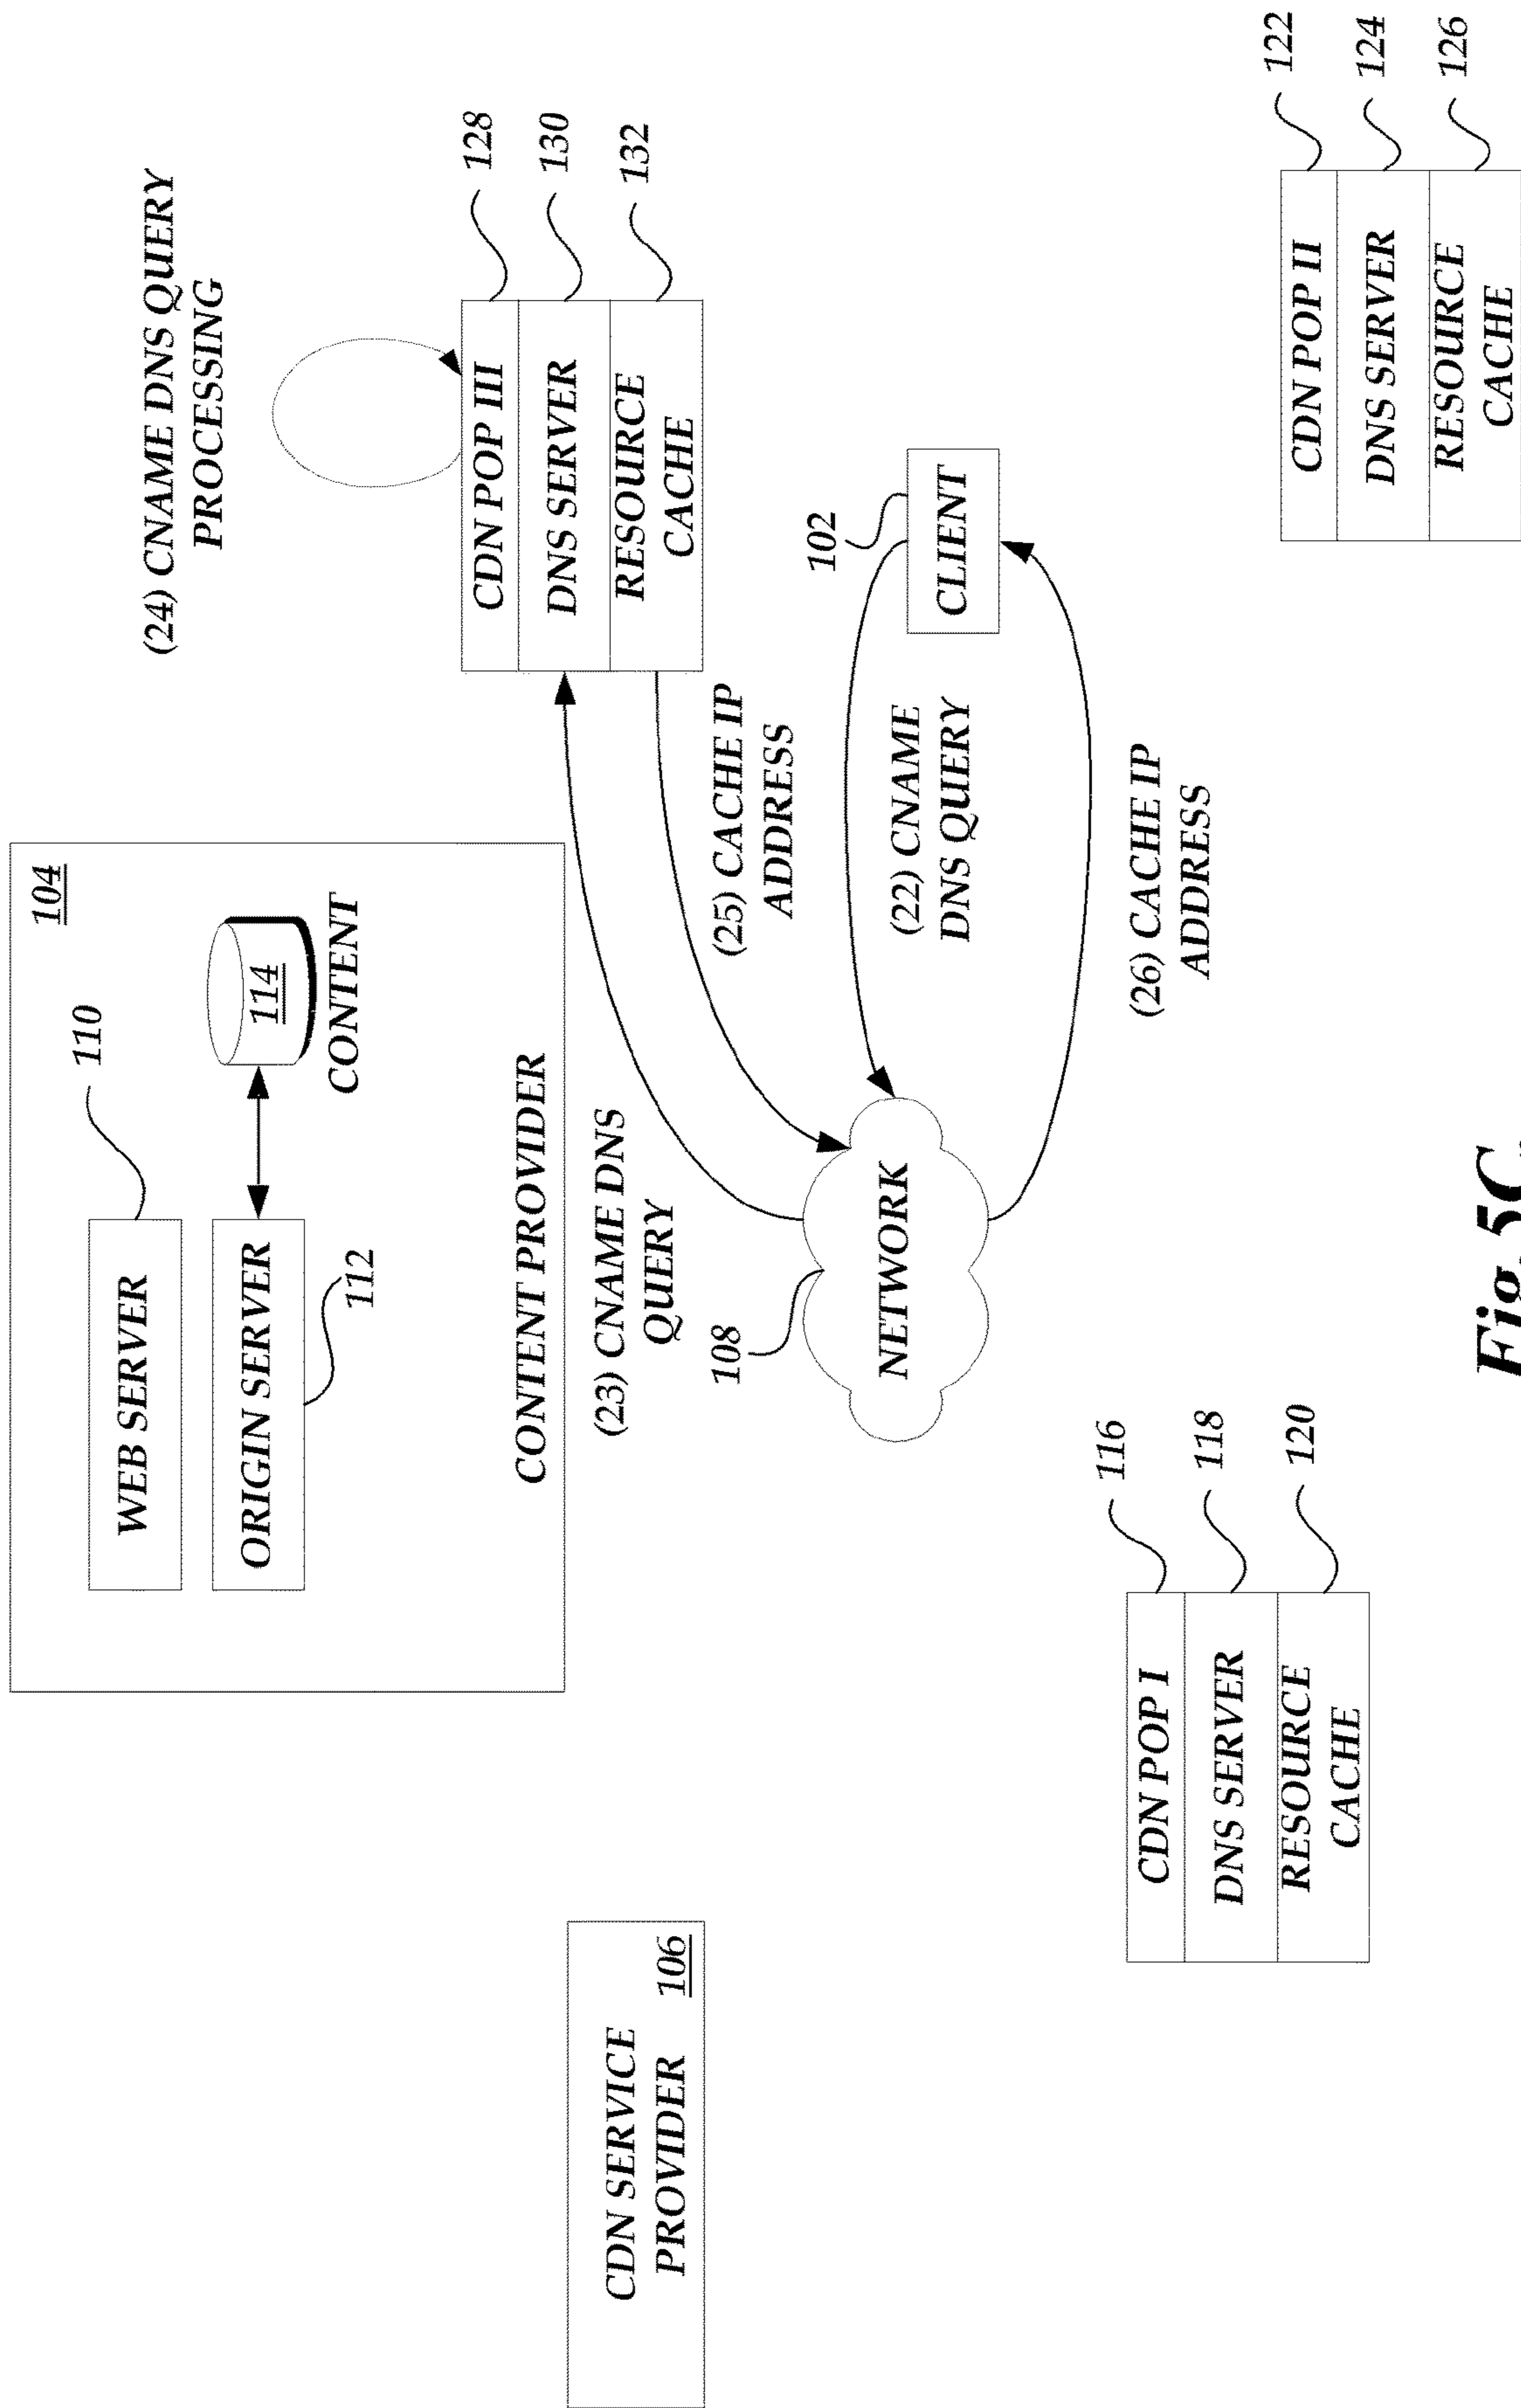 104
110
WEB SERVER
ORIGIN SERVER
112
114
CONTENT
CONTENT PROVIDER
CDN SERVICE
PROVIDER
106
(24) CNAME DNS QUERY
PROCESSING
CDN POP III
128
DNS SERVER
130
RESOURCE
CACHE
132
(23) CNAME DNS
QUERY
(25) CACHE IP
ADDRESS
102
CLIENT
(22) CNAME
DNS QUERY
108
NETWORK
(26) CACHE IP
ADDRESS
CDN POP I
116
DNS SERVER
118
RESOURCE
CACHE
120
CDN POP II
122
DNS SERVER
124
RESOURCE
CACHE
126
Fig. 5C.